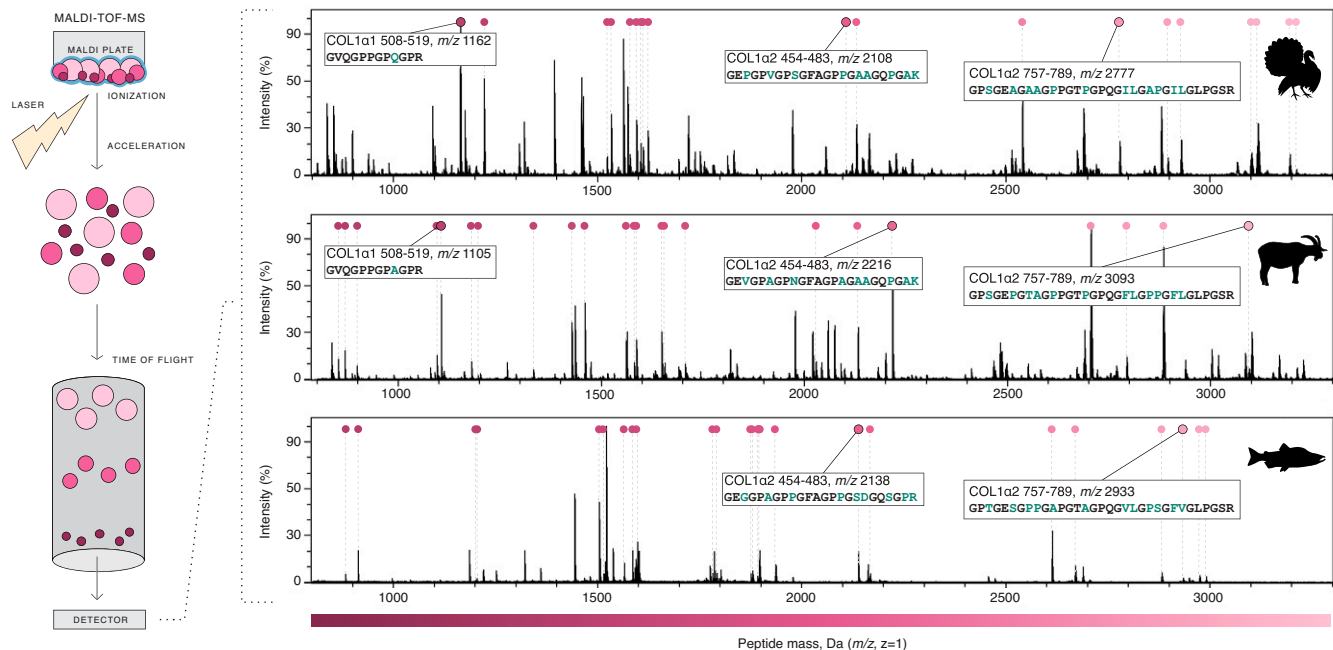 MALDI-TOF-MS
MALDI PLATE
IONIZATION
LASER
ACCELERATION
TIME OF FLIGHT
DETECTOR
Intensity (%)
90
50
30
0
COL1α1 508-519, m/z 1162
GVQGPPGPQGPR
COL1α2 454-483, m/z 2108
GEPGPVGPSGFAGPPGAAGQPGAK
COL1α2 757-789, m/z 2777
GPSGEAGAAGPPGTPGPQGILGAPGILGLPGSR
1000
1500
2000
2500
3000
Intensity (%)
90
50
30
0
COL1α1 508-519, m/z 1105
GVQGPPGPAGPR
COL1α2 454-483, m/z 2216
GEVGPAGPNGFAGPAGAAGQPGAK
COL1α2 757-789, m/z 3093
GPSGEPGTAGPPGTPGPQGFLGPPGFLGLPGSR
1000
1500
2000
2500
3000
Intensity (%)
90
50
30
0
COL1α2 454-483, m/z 2138
GEGGPAGPPGFAGPPGSDGQSGPR
COL1α2 757-789, m/z 2933
GPTGESGPPGAPGTAGPQGVLGPSGFVGLPGSR
1000
1500
2000
2500
3000
Peptide mass, Da (m/z, z=1)